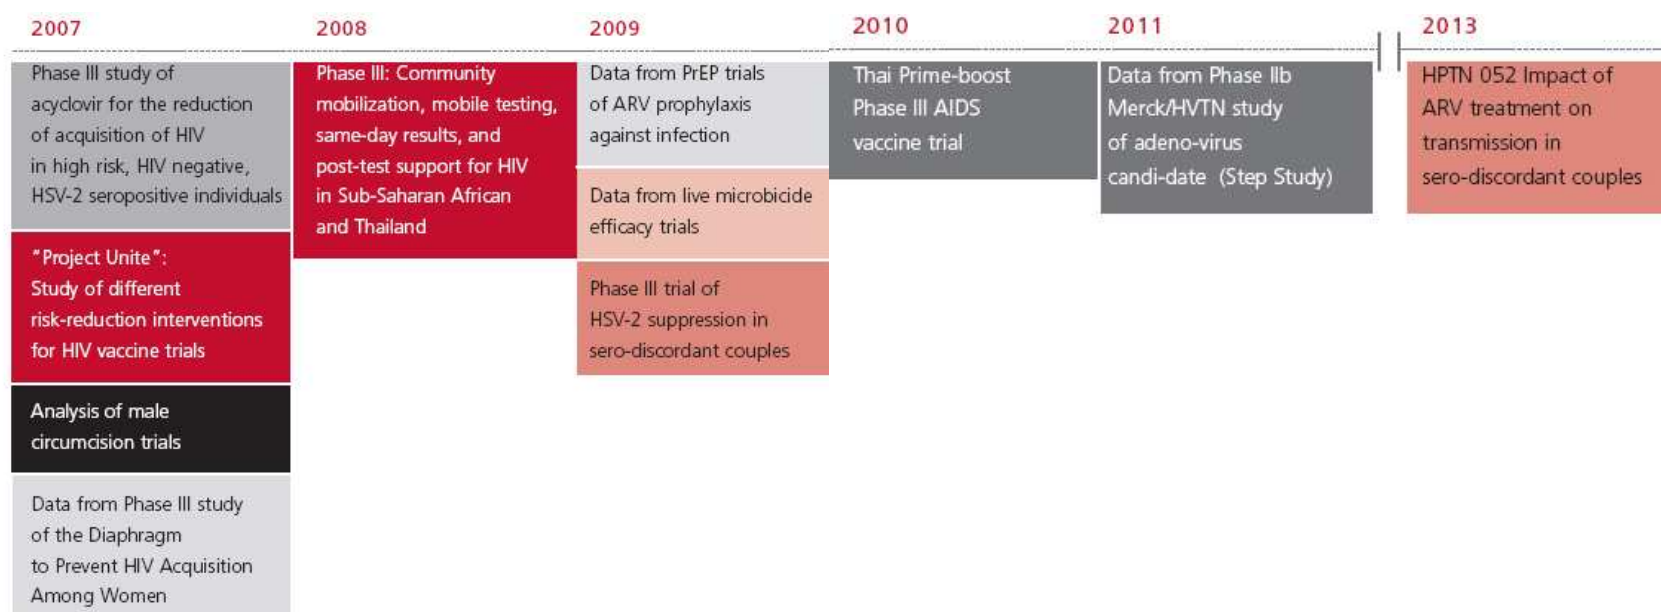 2007
Phase III study of
acyclovir for the reduction
of acquisition of HIV
in high risk, HIV negative,
HSV-2 seropositive individuals
"Project Unite":
Study of different
risk-reduction interventions
for HIV vaccine trials
Analysis of male
circumcision trials
Data from Phase III study
of the Diaphragm
to Prevent HIV Acquisition
Among Women
2008
Phase III: Community
mobilization, mobile testing,
same-day results, and
post-test support for HIV
in Sub-Saharan African
and Thailand
2009
Data from PrEP trials
of ARV prophylaxis
against infection
Data from live microbicide
efficacy trials
Phase III trial of
HSV-2 suppression in
sero-discordant couples
2010
Thai Prime-boost
Phase III AIDS
vaccine trial
2011
Data from Phase IIb
Merck/HVTN study
of adeno-virus
candi-date (Step Study)
2013
HPTN 052 Impact of
ARV treatment on
transmission in
sero-discordant couples